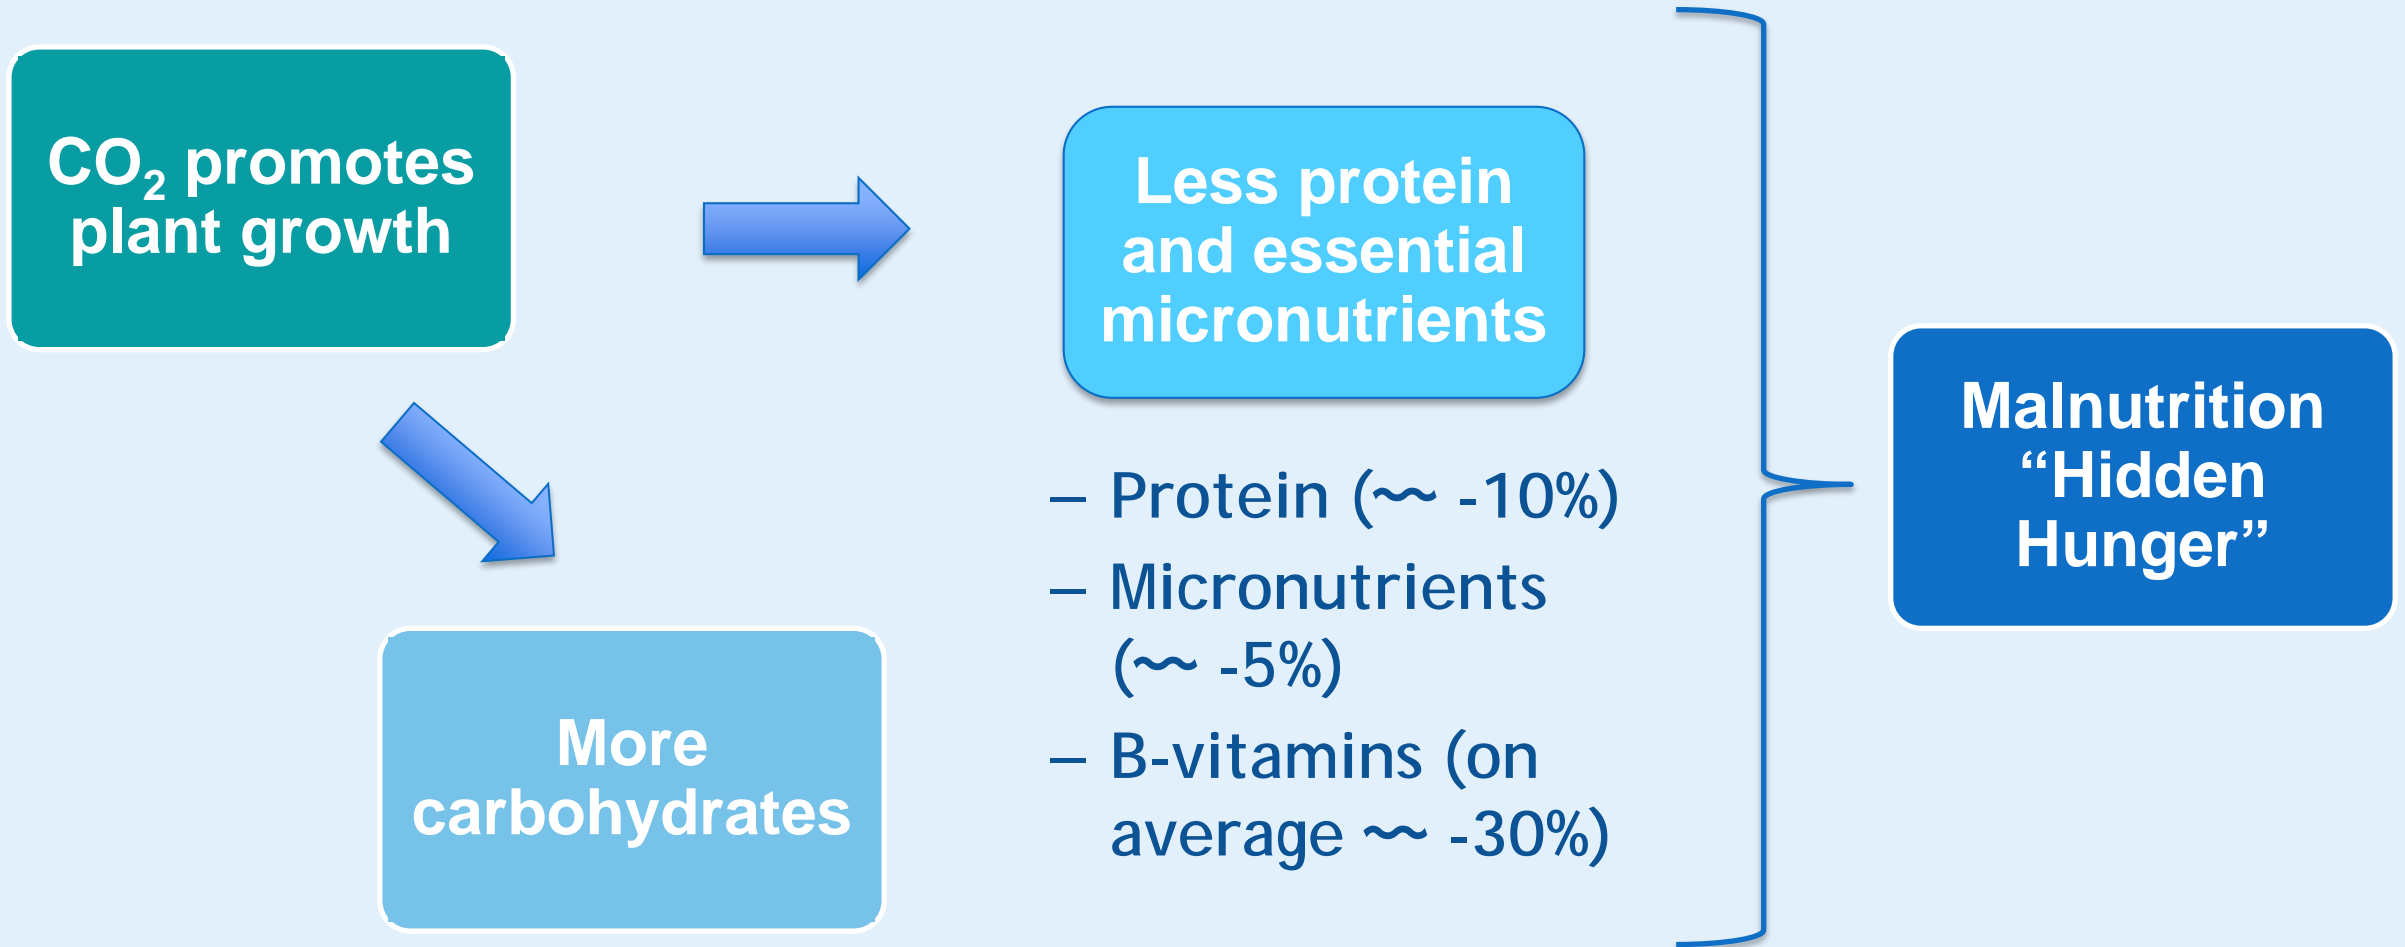 CO₂ promotes
plant growth
Less protein
and essential
micronutrients
– Protein (~~ -10%)
– Micronutrients
(~~ -5%)
– B-vitamins (on
average ~~ -30%)
More
carbohydrates
Malnutrition
“Hidden
Hunger”